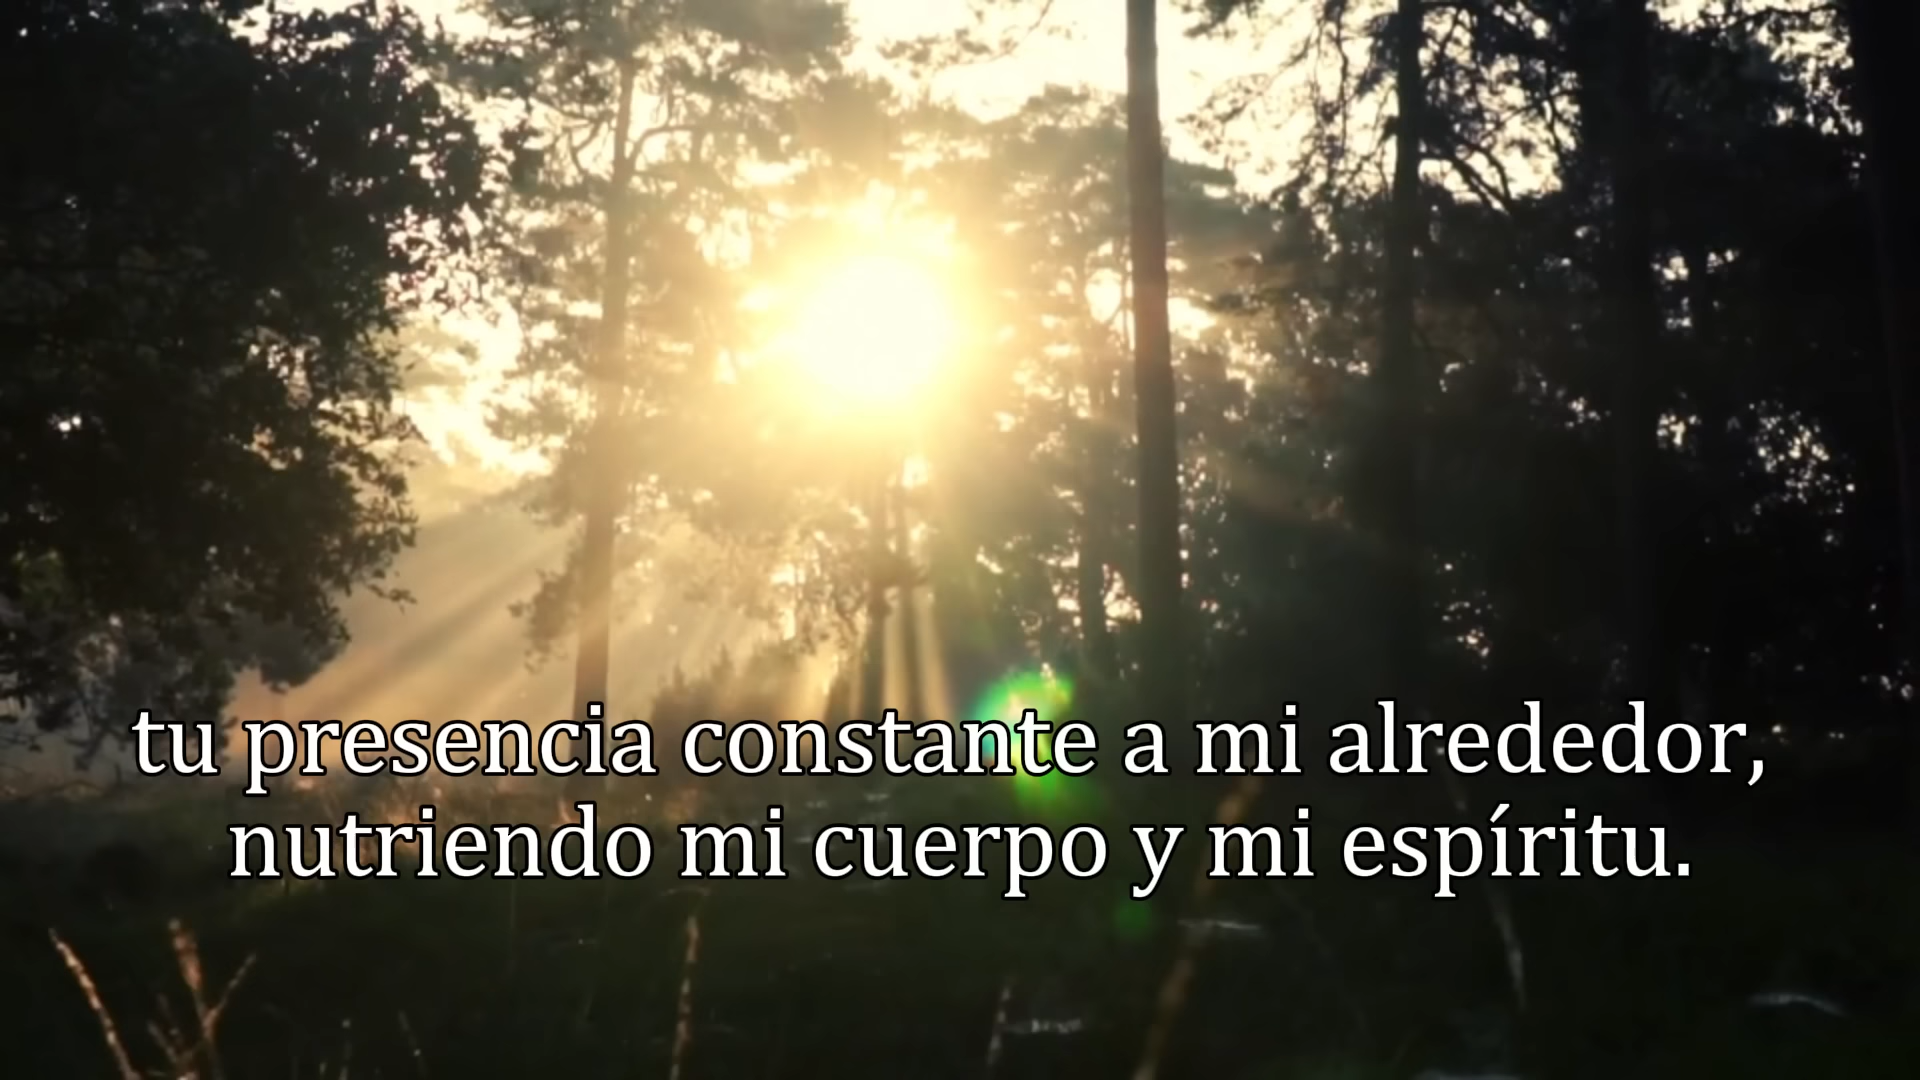 tu presencia constante a mi alrededor,
nutriendo mi cuerpo y mi espíritu.